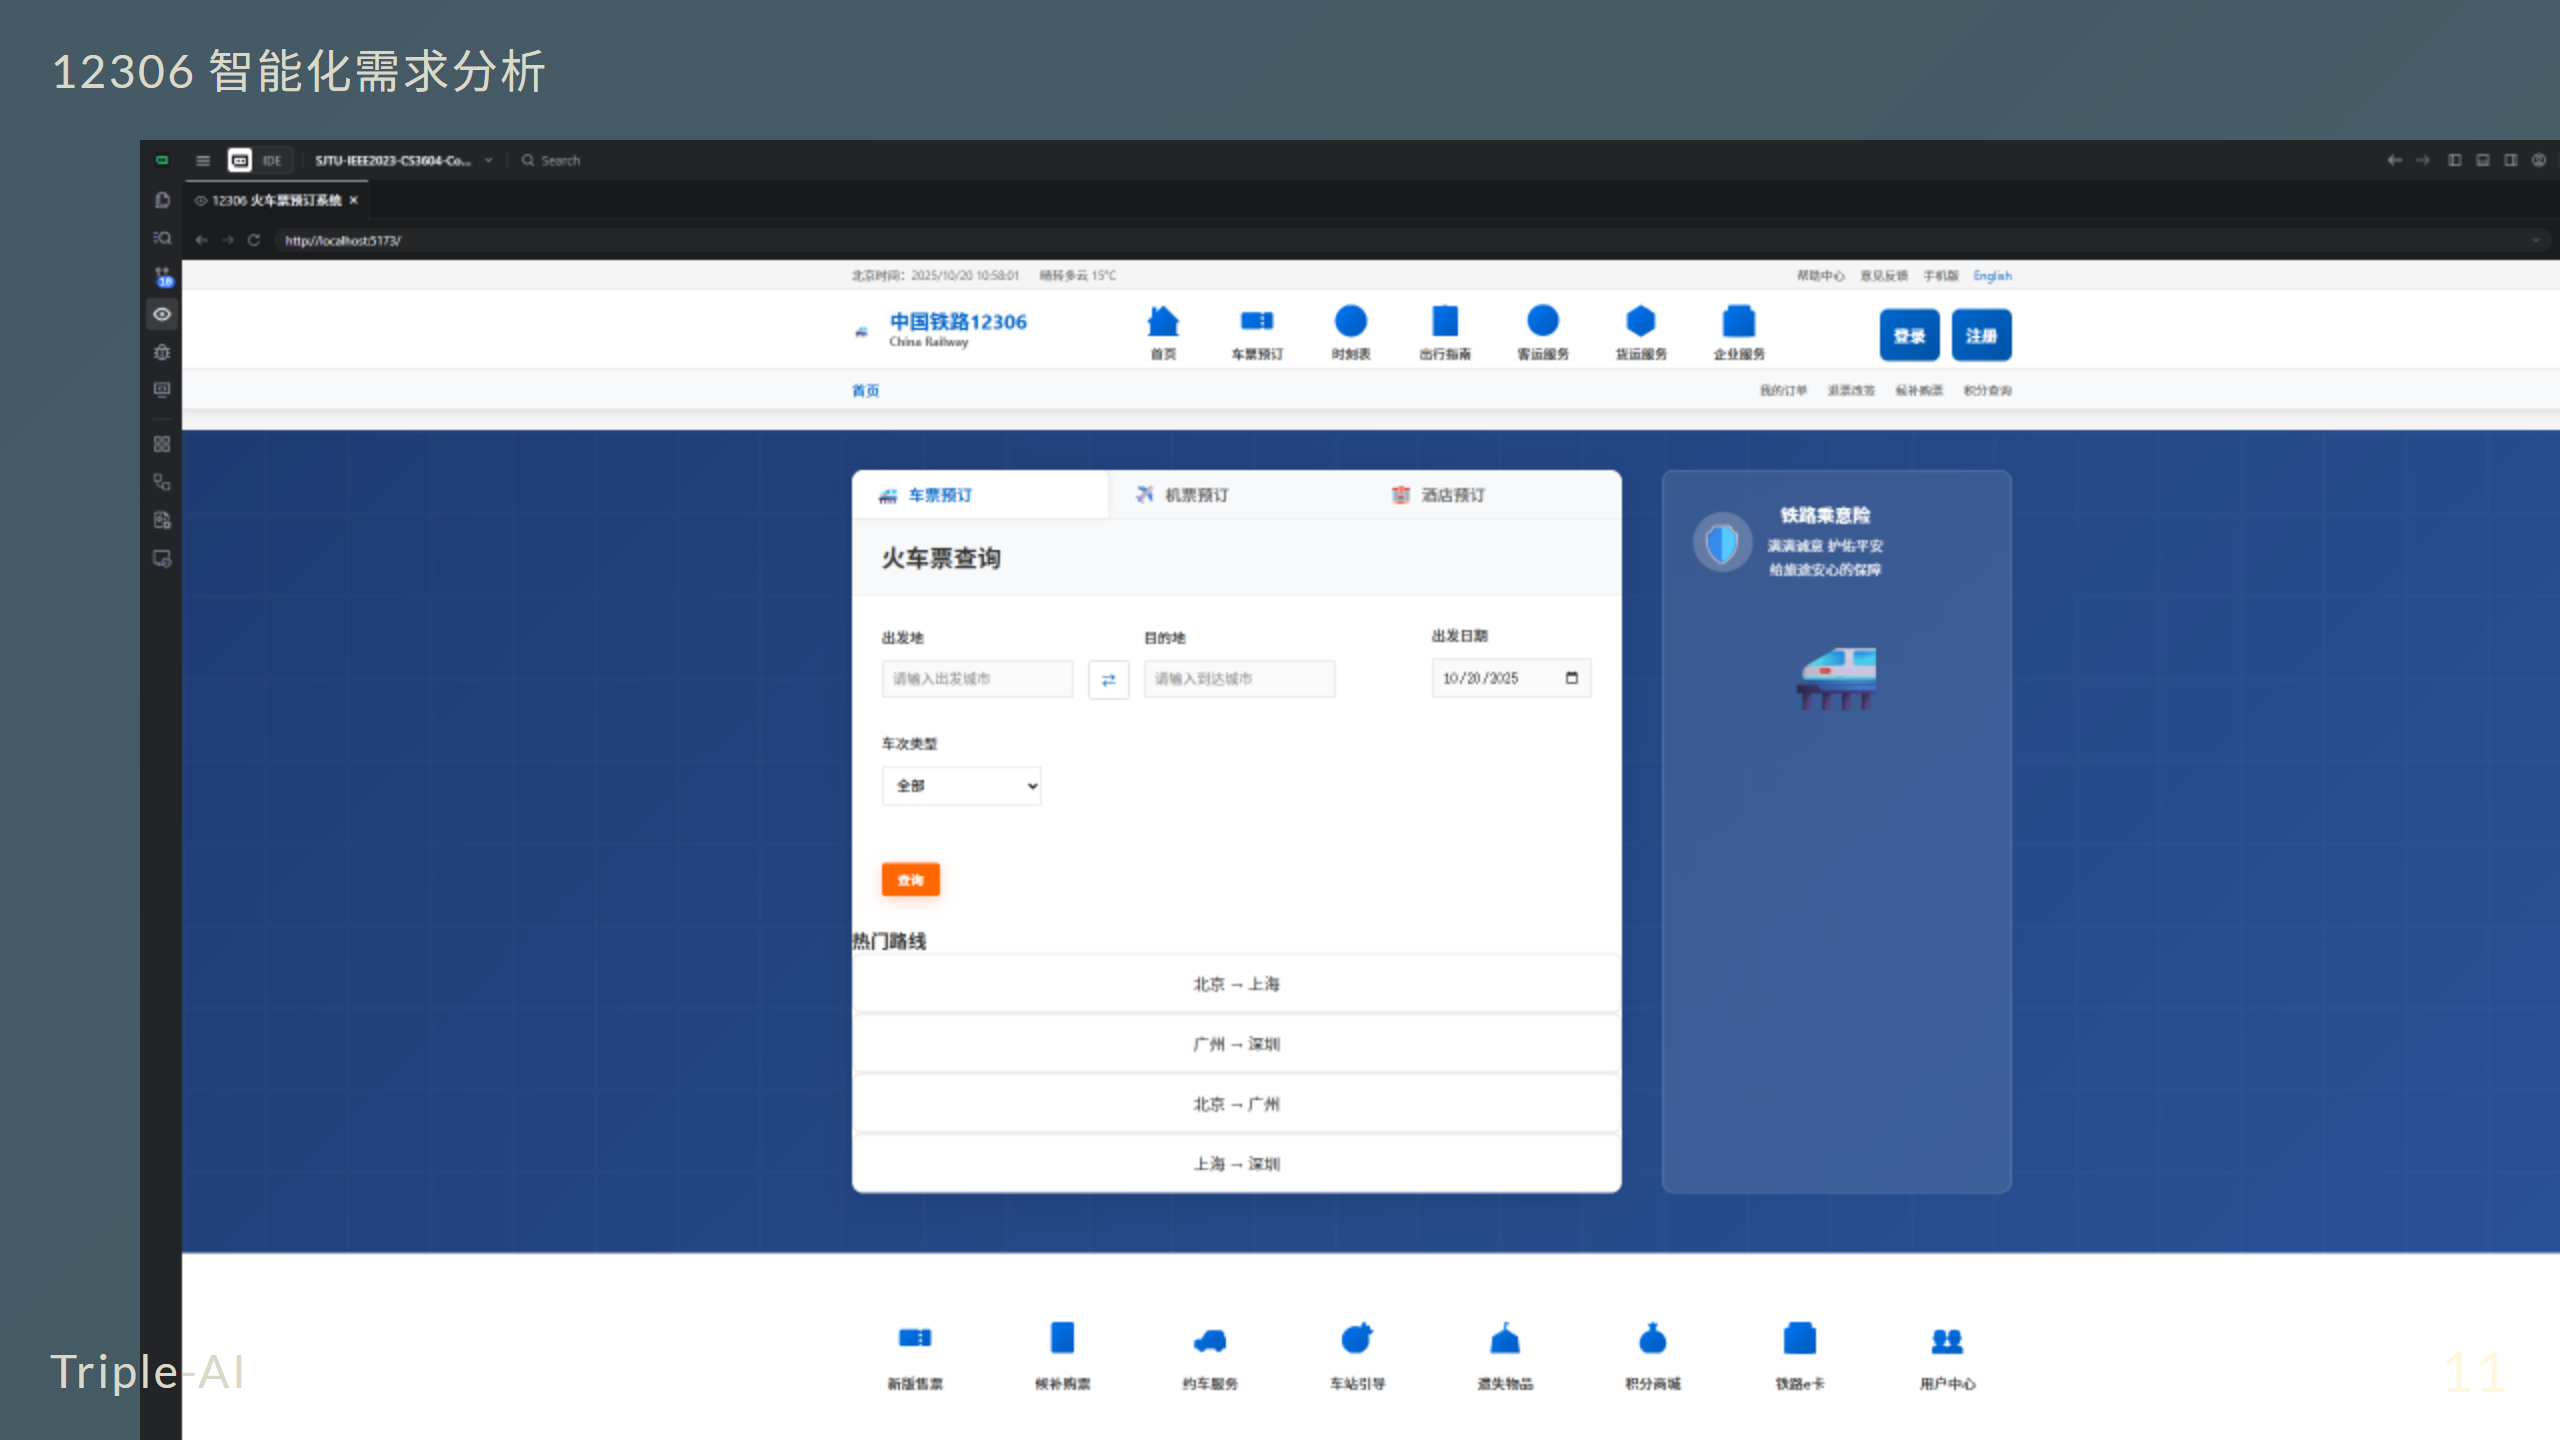 12306 智能化需求分析
IDE SJTU-IEEE2023-CS3604-Co... Search
12306 火车票预订系统
http://localhost:5173/
北京时间：2025/10/20 10:58:01 晴转多云 15°C 帮助中心 意见反馈 手机版 English
中国铁路12306
China Railway
首页 车票预订 时刻表 出行指南 客运服务 货运服务 企业服务 登录 注册
首页 我的订单 退票改签 候补购票 积分查询
车票预订 机票预订 酒店预订
铁路乘意险
满满诚意 护佑平安
给旅途安心的保障
火车票查询
出发地 目的地 出发日期
请输入出发城市 请输入到达城市 10/20/2025
车次类型
全部
查询
热门路线
北京 → 上海
广州 → 深圳
北京 → 广州
上海 → 深圳
新版售票 候补购票 约车服务 车站引导 遗失物品 积分商城 铁路e卡 用户中心
Triple-AI 11